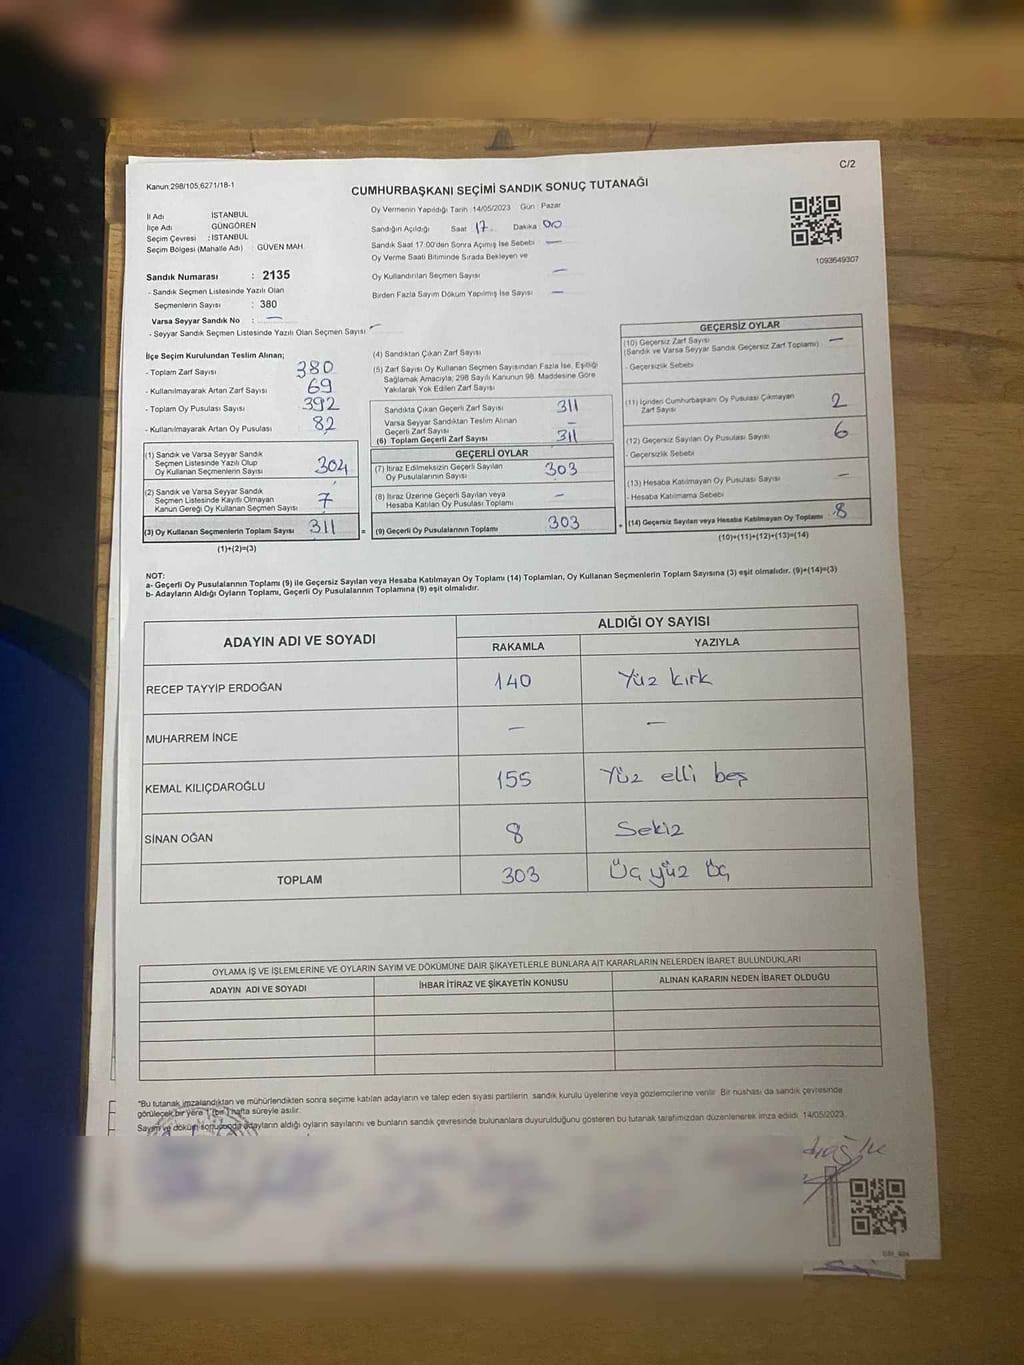 C/2
Kanun:298/105,6271/18-1
CUMHURBAŞKANI SEÇİMİ SANDIK SONUÇ TUTANAĞI
İl Adı İSTANBUL
İlçe Adı GÜNGÖREN
Seçim Çevresi : İSTANBUL
Seçim Bölgesi (Mahalle Adı) : GÜVEN MAH.
Sandık Numarası : 2135
- Sandık Seçmen Listesinde Yazılı Olan
Seçmenlerin Sayısı : 380
Varsa Seyyar Sandık No : —
- Seyyar Sandık Seçmen Listesinde Yazılı Olan Seçmen Sayısı : —
Oy Vermenin Yapıldığı Tarih :14/05/2023 Gün : Pazar
Sandığın Açıldığı Saat 17 Dakika 00
Sandık Saat 17:00'den Sonra Açımış İse Sebebi —
Oy Verme Saati Bitiminde Sırada Bekleyen ve
Oy Kullandırılan Seçmen Sayısı —
Birden Fazla Sayım Döküm Yapılmış İse Sayısı —
1093649307
İlçe Seçim Kurulundan Teslim Alınan;
- Toplam Zarf Sayısı 380
- Kullanılmayarak Artan Zarf Sayısı 69
- Toplam Oy Pusulası Sayısı 392
- Kullanılmayarak Artan Oy Pusulası 82
(1) Sandık ve Varsa Seyyar Sandık
Seçmen Listesinde Yazılı Olup
Oy Kullanan Seçmenlerin Sayısı 304
(2) Sandık ve Varsa Seyyar Sandık
Seçmen Listesinde Kayıtlı Olmayan
Kanun Gereği Oy Kullanan Seçmen Sayısı 7
(3) Oy Kullanan Seçmenlerin Toplam Sayısı 311 =
(1)+(2)=(3)
(4) Sandıktan Çıkan Zarf Sayısı
(5) Zarf Sayısı Oy Kullanan Seçmen Sayısından Fazla İse, Eşitliği
Sağlamak Amacıyla; 298 Sayılı Kanunun 98. Maddesine Göre
Yakılarak Yok Edilen Zarf Sayısı
Sandıkta Çıkan Geçerli Zarf Sayısı 311
Varsa Seyyar Sandıktan Teslim Alınan
Geçerli Zarf Sayısı —
(6) Toplam Geçerli Zarf Sayısı 311
GEÇERLİ OYLAR
(7) İtiraz Edilmeksizin Geçerli Sayılan
Oy Pusulalarının Sayısı 303
(8) İtiraz Üzerine Geçerli Sayılan veya
Hesaba Katılan Oy Pusulası Toplamı —
(9) Geçerli Oy Pusulalarının Toplamı 303 +
GEÇERSİZ OYLAR
(10) Geçersiz Zarf Sayısı —
(Sandık ve Varsa Seyyar Sandık Geçersiz Zarf Toplamı)
- Geçersizlik Sebebi
(11) İçinden Cumhurbaşkanı Oy Pusulası Çıkmayan
Zarf Sayısı 2
(12) Geçersiz Sayılan Oy Pusulası Sayısı 6
- Geçersizlik Sebebi
(13) Hesaba Katılmayan Oy Pusulası Sayısı —
- Hesaba Katılmama Sebebi
(14) Geçersiz Sayılan veya Hesaba Katılmayan Oy Toplamı 8
(10)+(11)+(12)+(13)=(14)
NOT:
a- Geçerli Oy Pusulalarının Toplamı (9) ile Geçersiz Sayılan veya Hesaba Katılmayan Oy Toplamı (14) Toplamları, Oy Kullanan Seçmenlerin Toplam Sayısına (3) eşit olmalıdır. (9)+(14)=(3)
b- Adayların Aldığı Oyların Toplamı, Geçerli Oy Pusulalarının Toplamına (9) eşit olmalıdır.
ADAYIN ADI VE SOYADI ALDIĞI OY SAYISI
RAKAMLA YAZIYLA
RECEP TAYYİP ERDOĞAN 140 Yüz kırk
MUHARREM İNCE — —
KEMAL KILIÇDAROĞLU 155 Yüz elli beş
SİNAN OĞAN 8 Sekiz
TOPLAM 303 Üç yüz üç
OYLAMA İŞ VE İŞLEMLERİNE VE OYLARIN SAYIM VE DÖKÜMÜNE DAİR ŞİKAYETLERLE BUNLARA AİT KARARLARIN NELERDEN İBARET BULUNDUKLARI
ADAYIN ADI VE SOYADI İHBAR İTİRAZ VE ŞİKAYETİN KONUSU ALINAN KARARIN NEDEN İBARET OLDUĞU
"Bu tutanak imzalandıktan ve mühürlendikten sonra seçime katılan adayların ve talep eden siyasi partilerin, sandık kurulu üyelerine veya gözlemcilerine verilir. Bir nüshası da sandık çevresinde
görülecek bir yere 1 (bir) hafta süreyle asılır.
Sayım ve döküm sonucunda adayların aldığı oyların sayılarını ve bunların sandık çevresinde bulunanlara duyurulduğunu gösteren bu tutanak tarafımızdan düzenlenerek imza edildi. 14/05/2023